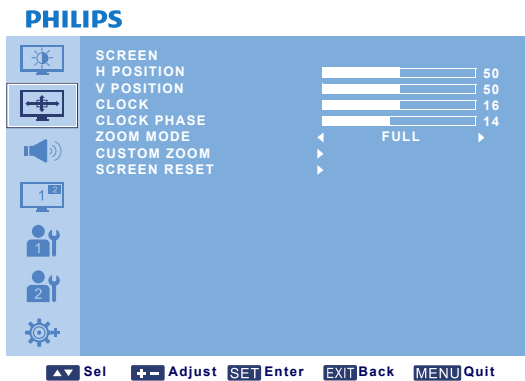 PHILIPS
SCREEN
H POSITION 50
V POSITION 50
CLOCK 16
CLOCK PHASE 14
ZOOM MODE FULL
CUSTOM ZOOM
SCREEN RESET
1 2
1
2
Sel + - Adjust SET Enter EXIT Back MENU Quit